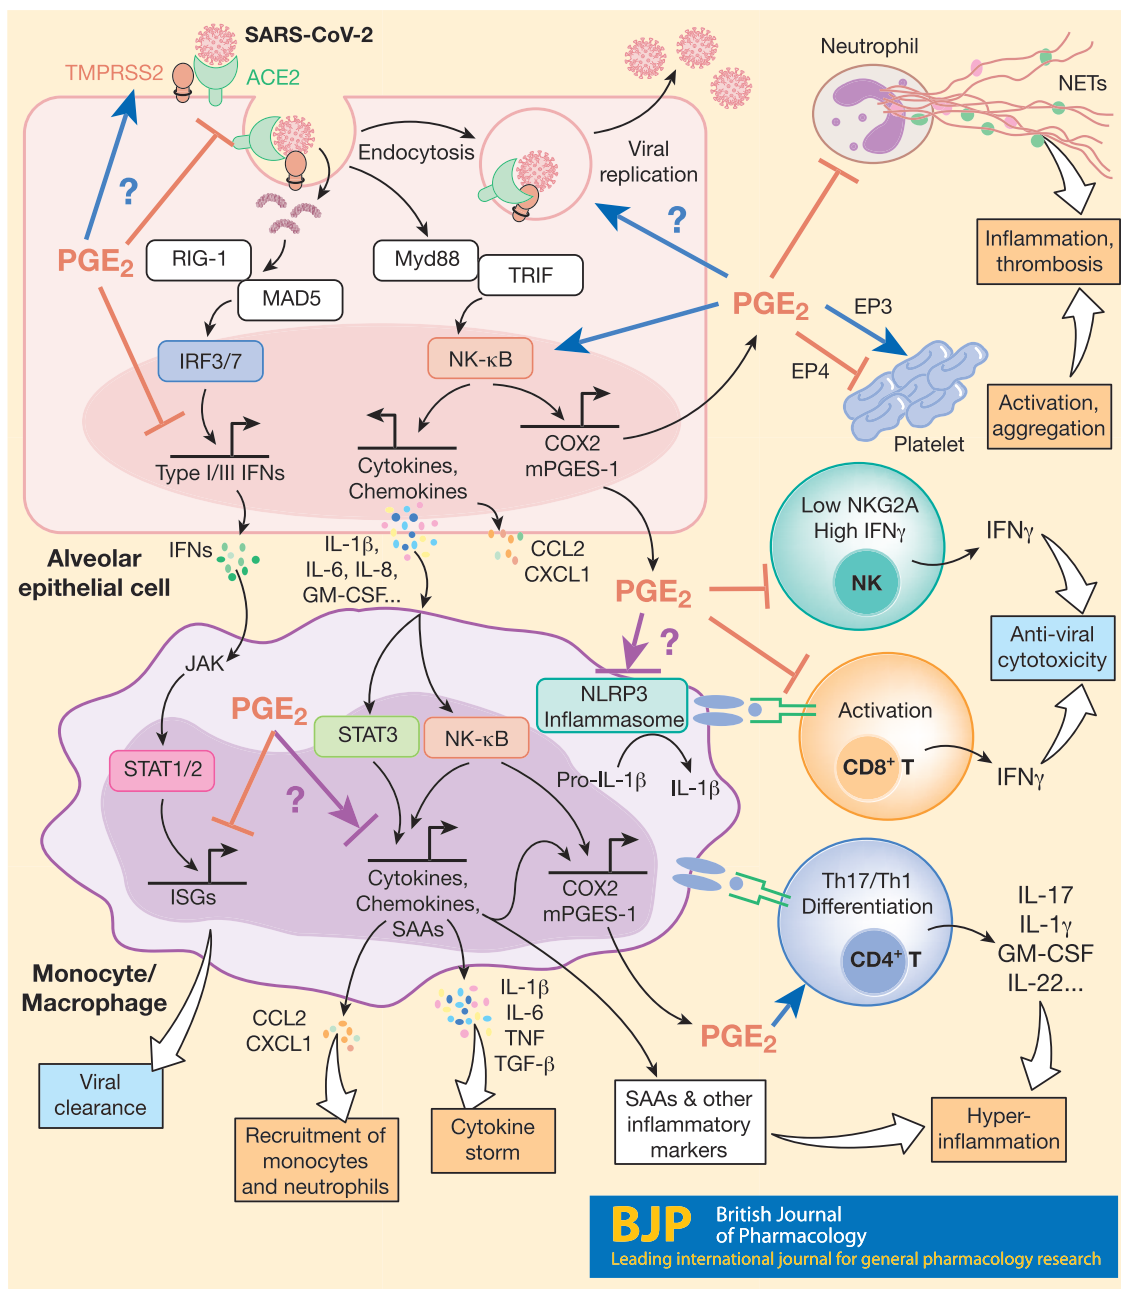 SARS-CoV-2
TMPRSS2
ACE2
Endocytosis
Viral
replication
Neutrophil
NETs
?
?
PGE2
RIG-1
MAD5
Myd88
TRIF
IRF3/7
NK-κB
Type I/III IFNs
Cytokines,
Chemokines
COX2
mPGES-1
PGE2
EP3
EP4
Platelet
Inflammation,
thrombosis
Activation,
aggregation
Alveolar
epithelial cell
IFNs
IL-1β,
IL-6, IL-8,
GM-CSF...
CCL2
CXCL1
PGE2
?
Low NKG2A
High IFNγ
NK
IFNγ
Anti-viral
cytotoxicity
JAK
STAT1/2
PGE2
?
STAT3
NK-κB
NLRP3
Inflammasome
Pro-IL-1β
IL-1β
Activation
CD8+ T
IFNγ
ISGs
Cytokines,
Chemokines,
SAAs
COX2
mPGES-1
Th17/Th1
Differentiation
CD4+ T
IL-17
IL-1γ
GM-CSF
IL-22...
Monocyte/
Macrophage
CCL2
CXCL1
IL-1β
IL-6
TNF
TGF-β
PGE2
Viral
clearance
Recruitment of
monocytes
and neutrophils
Cytokine
storm
SAAs & other
inflammatory
markers
Hyper-
inflammation
BJP
British Journal
of Pharmacology
Leading international journal for general pharmacology research